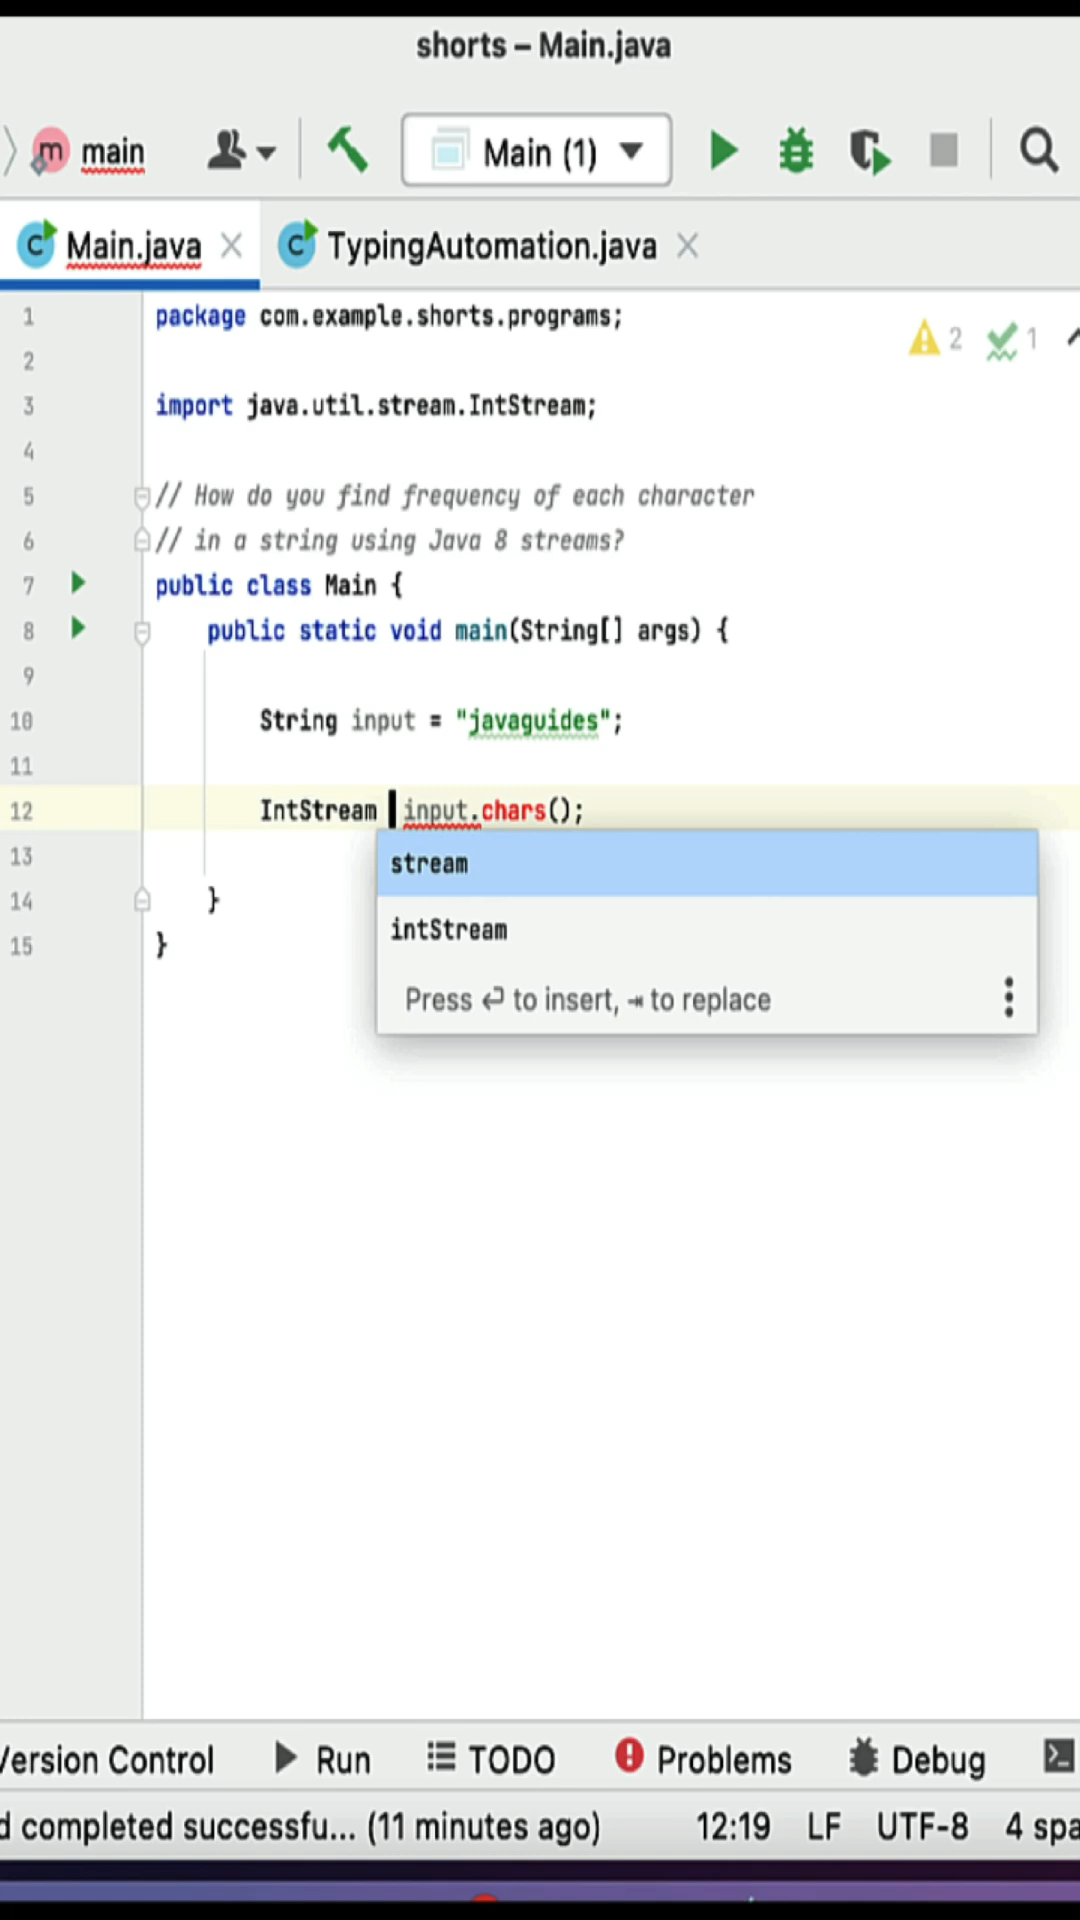 shorts – Main.java
m main Main (1)
C Main.java C TypingAutomation.java
1 package com.example.shorts.programs;
2 1
2
3 import java.util.stream.IntStream;
4
5 // How do you find frequency of each character
6 // in a string using Java 8 streams?
7 public class Main {
8 public static void main(String[] args) {
9
10 String input = "javaguides";
11
12 IntStream input.chars();
13
14 }
15 }
stream
intStream
Press ⏎ to insert, ⇥ to replace
Version Control Run TODO Problems Debug
d completed successfu... (11 minutes ago) 12:19 LF UTF-8 4 spa